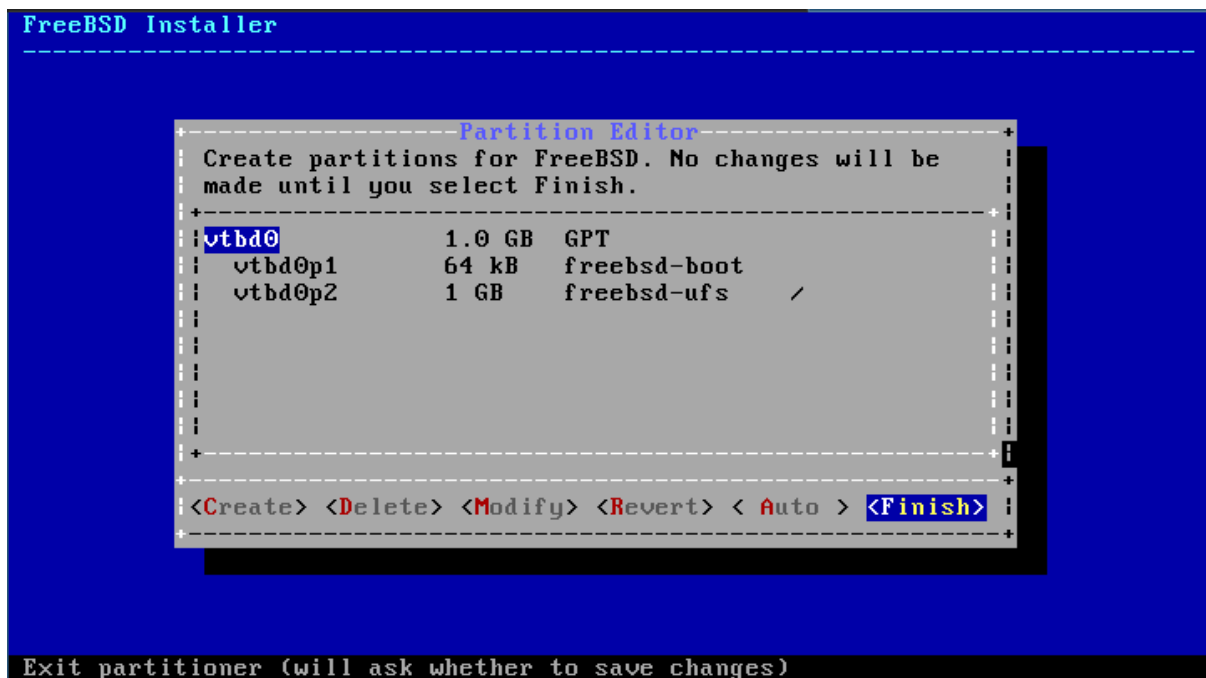 FreeBSD Installer
Partition Editor
Create partitions for FreeBSD. No changes will be
made until you select Finish.
vtbd0 1.0 GB GPT
vtbd0p1 64 kB freebsd-boot
vtbd0p2 1 GB freebsd-ufs /
<Create> <Delete> <Modify> <Revert> < Auto > <Finish>
Exit partitioner (will ask whether to save changes)